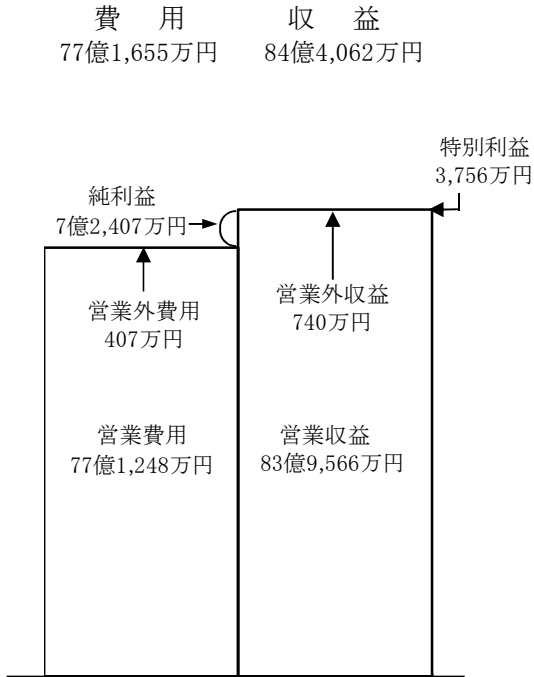 費　用　　収　益
77億1,655万円　84億4,062万円
特別利益
3,756万円
純利益
7億2,407万円
営業外費用
407万円
営業外収益
740万円
営業費用
77億1,248万円
営業収益
83億9,566万円